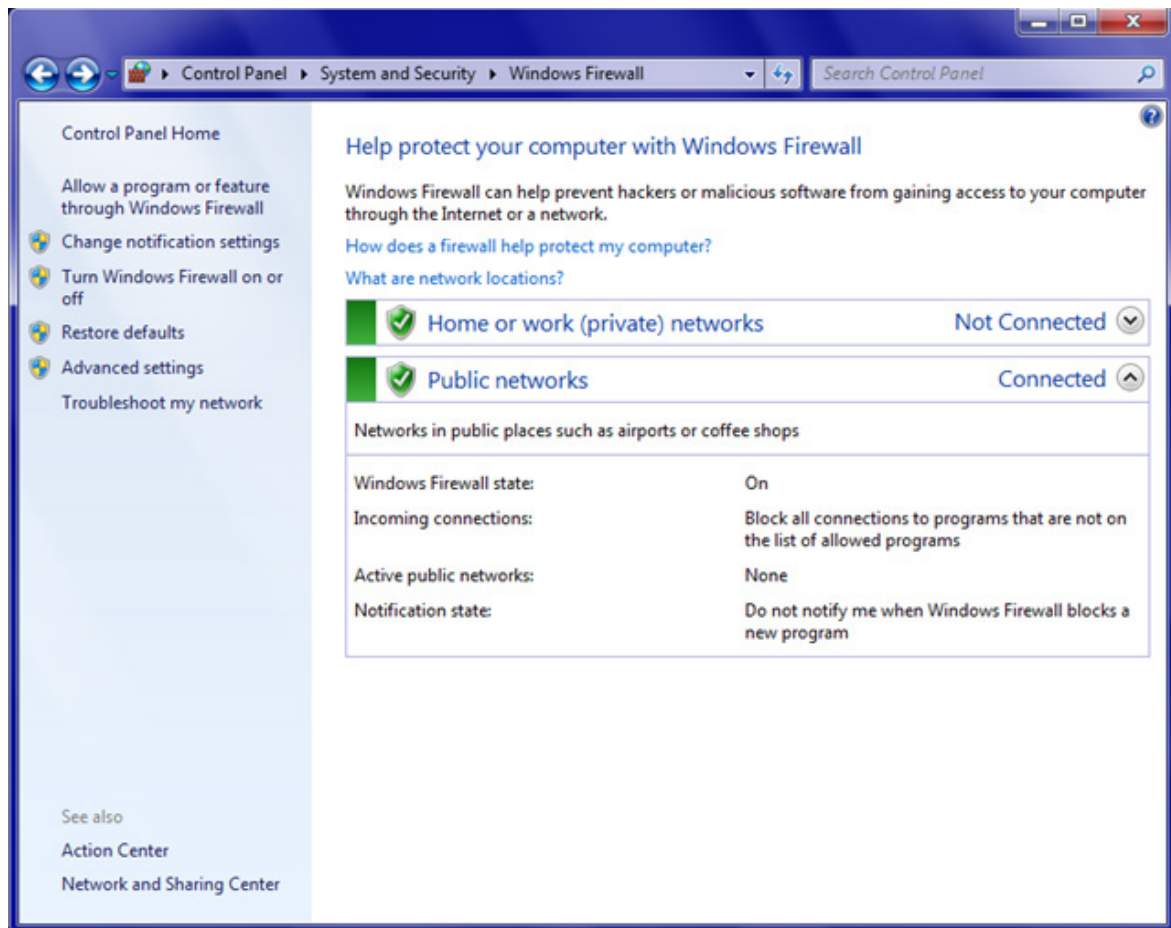 Control Panel ▸ System and Security ▸ Windows Firewall
Search Control Panel
Control Panel Home
Allow a program or feature
through Windows Firewall
Change notification settings
Turn Windows Firewall on or
off
Restore defaults
Advanced settings
Troubleshoot my network
See also
Action Center
Network and Sharing Center
Help protect your computer with Windows Firewall
Windows Firewall can help prevent hackers or malicious software from gaining access to your computer
through the Internet or a network.
How does a firewall help protect my computer?
What are network locations?
Home or work (private) networks Not Connected
Public networks Connected
Networks in public places such as airports or coffee shops
Windows Firewall state: On
Incoming connections: Block all connections to programs that are not on
the list of allowed programs
Active public networks: None
Notification state: Do not notify me when Windows Firewall blocks a
new program